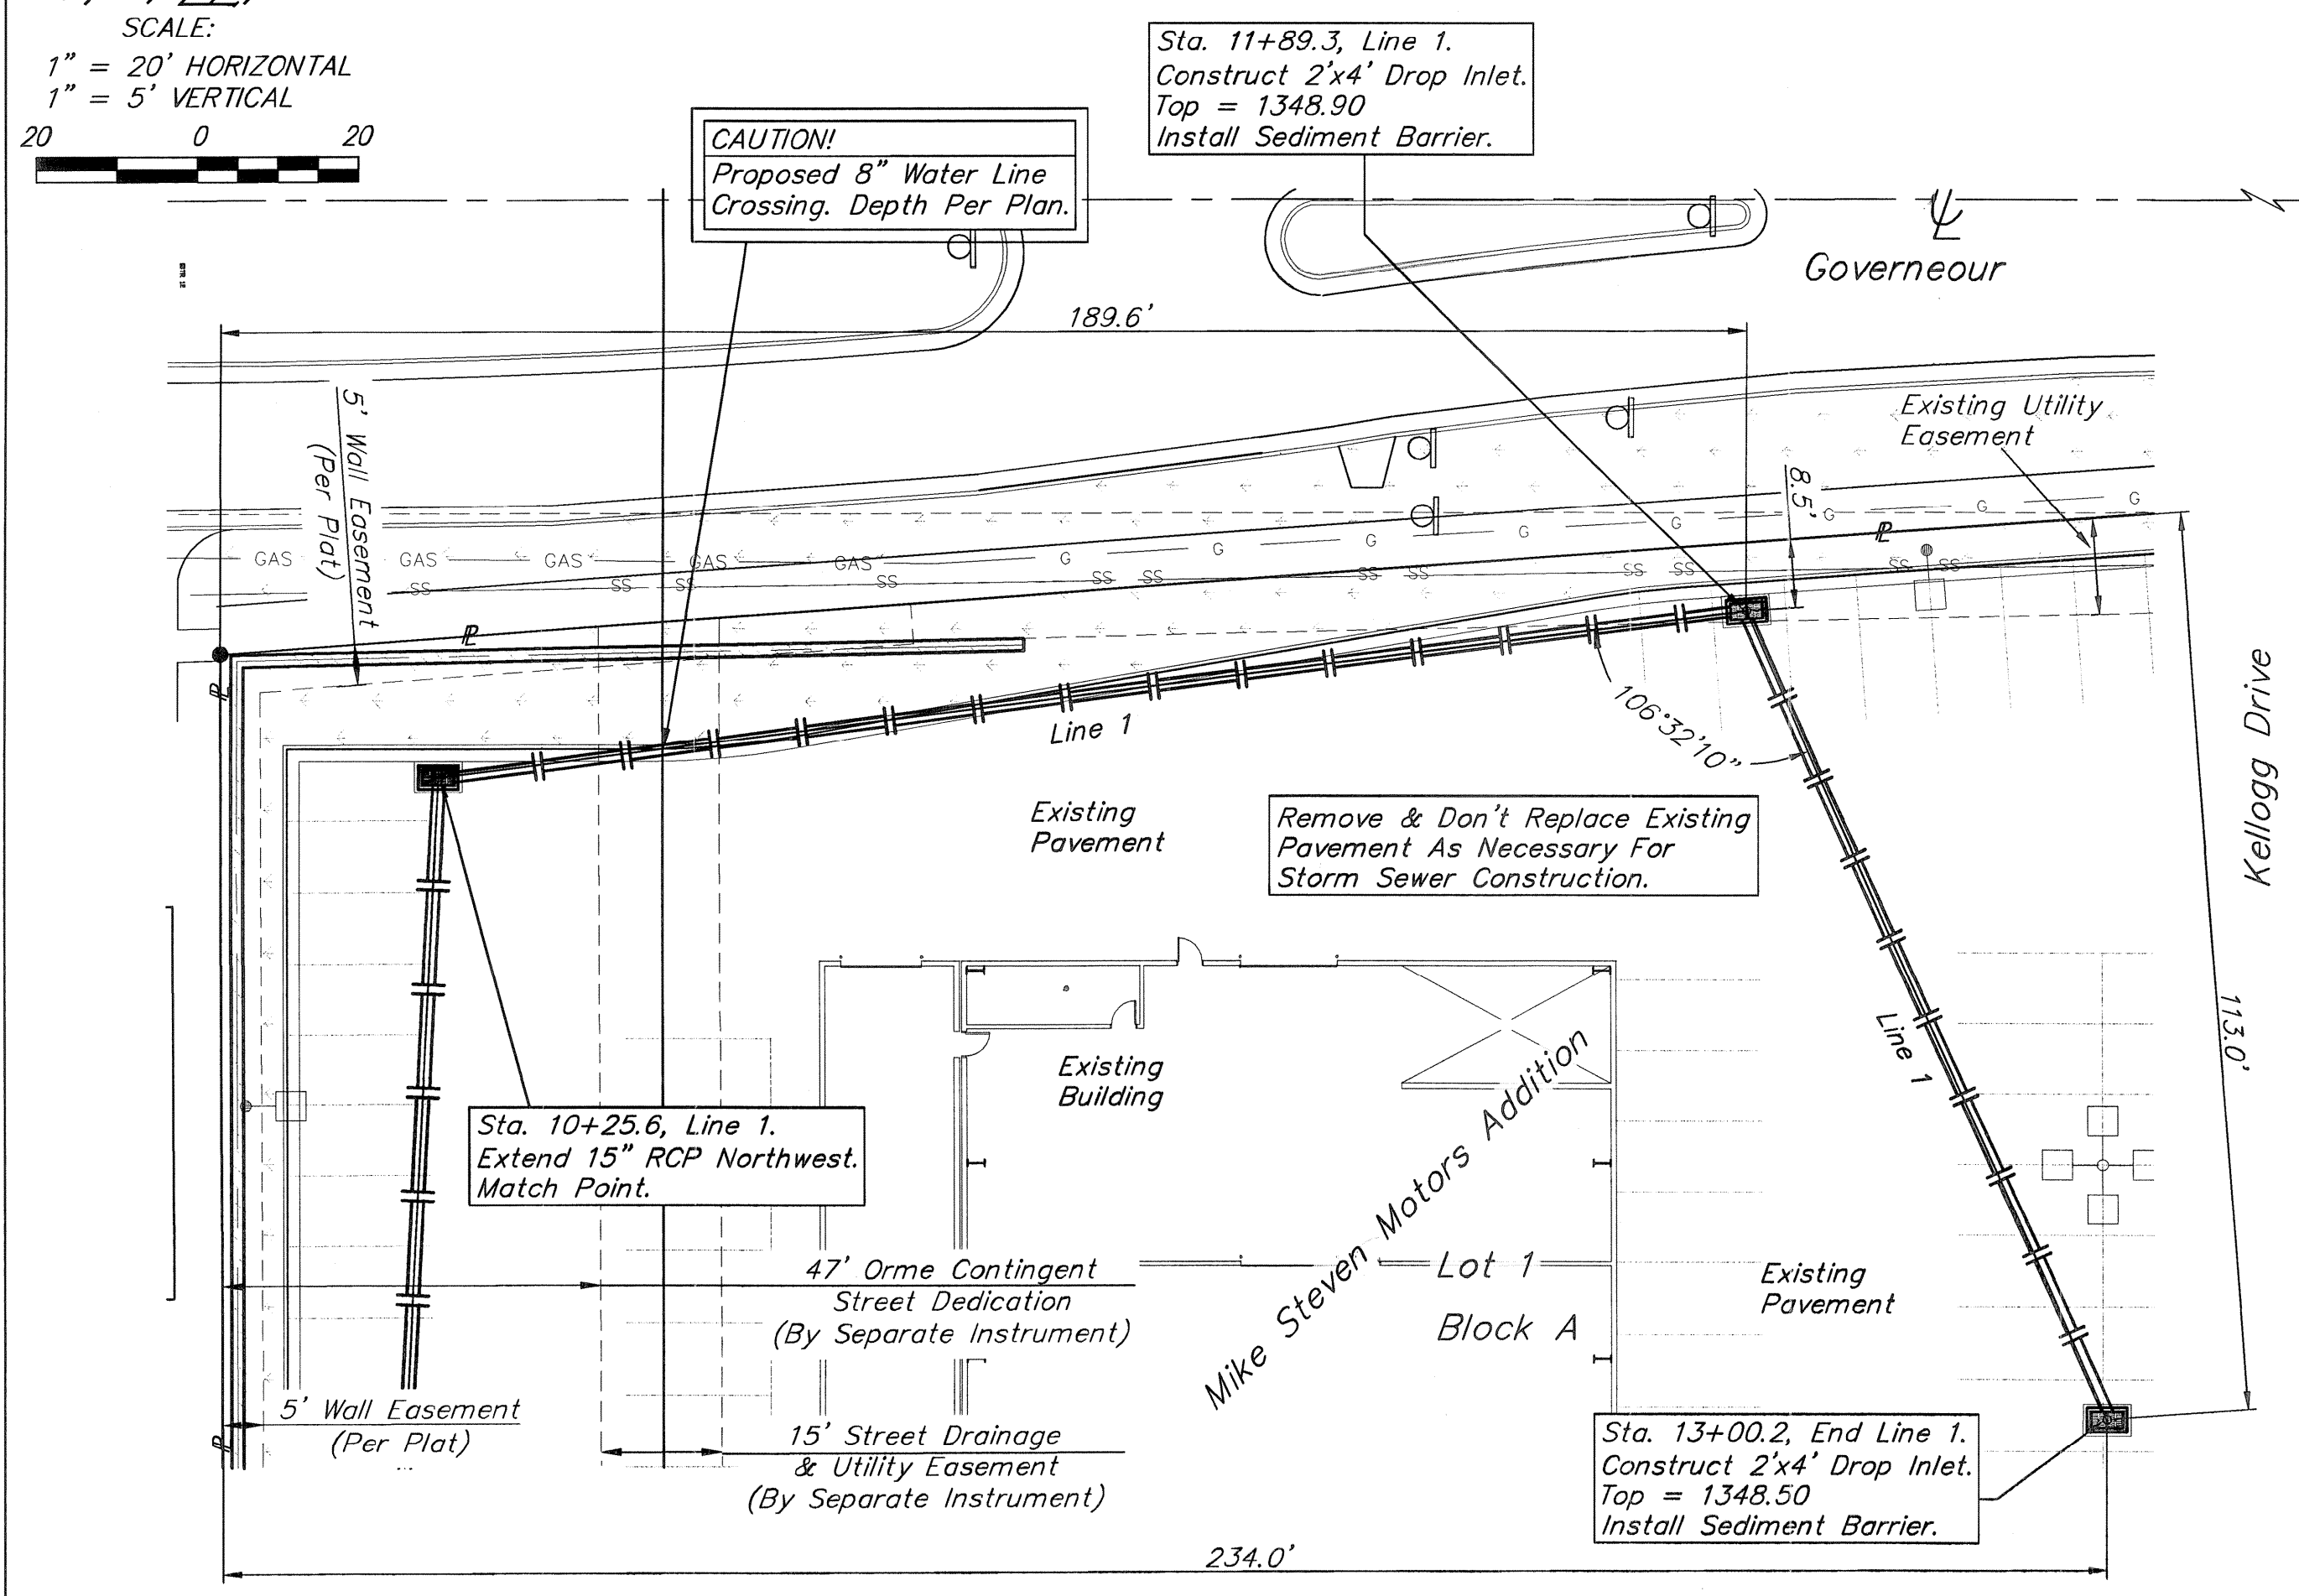 SCALE:
1" = 20' HORIZONTAL
1" = 5' VERTICAL
20 0 20
CAUTION!
Proposed 8" Water Line
Crossing. Depth Per Plan.
Sta. 11+89.3, Line 1.
Construct 2'x4' Drop Inlet.
Top = 1348.90
Install Sediment Barrier.
℄
Governeour
189.6'
5' Wall Easement
(Per Plat)
Existing Utility
Easement
8.5'
GAS GAS GAS GAS GAS G G G G G G G G
SS SS SS SS SS SS SS SS SS SS SS SS
PL
PL
PL
PL
Line 1
106°32'10"
Kellogg Drive
Existing
Pavement
Remove & Don't Replace Existing
Pavement As Necessary For
Storm Sewer Construction.
113.0'
Line 1
Existing
Building
Mike Steven Motors Addition
Sta. 10+25.6, Line 1.
Extend 15" RCP Northwest.
Match Point.
47' Orme Contingent
Street Dedication
(By Separate Instrument)
Lot 1
Block A
Existing
Pavement
5' Wall Easement
(Per Plat)
15' Street Drainage
& Utility Easement
(By Separate Instrument)
Sta. 13+00.2, End Line 1.
Construct 2'x4' Drop Inlet.
Top = 1348.50
Install Sediment Barrier.
234.0'